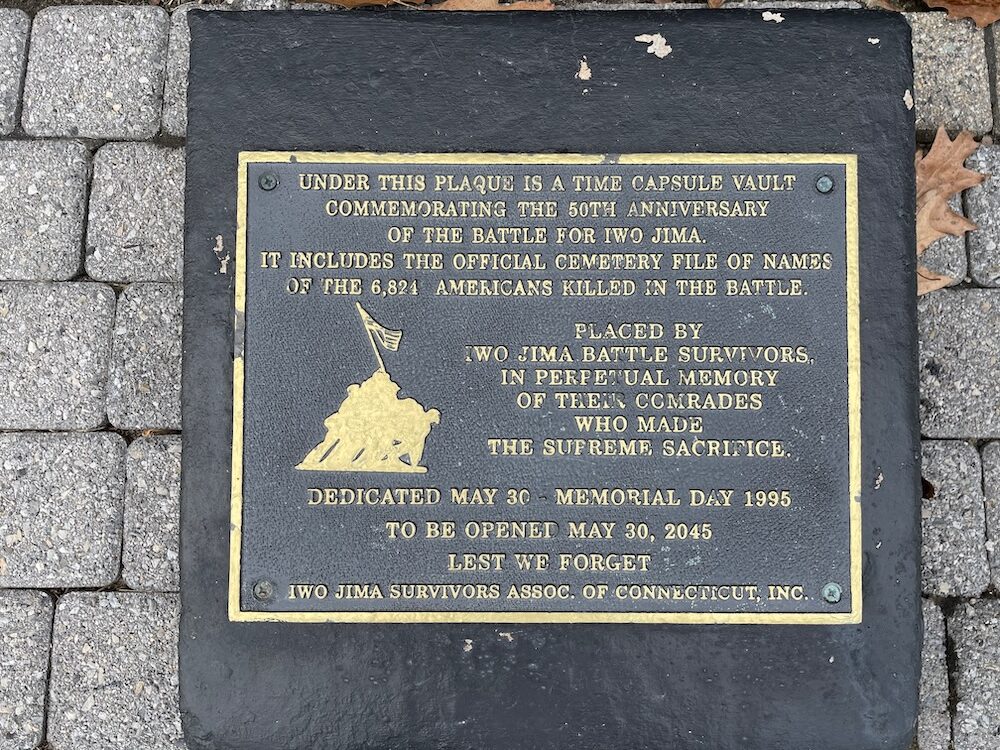 UNDER THIS PLAQUE IS A TIME CAPSULE VAULT
COMMEMORATING THE 50TH ANNIVERSARY
OF THE BATTLE FOR IWO JIMA.
IT INCLUDES THE OFFICIAL CEMETERY FILE OF NAMES
OF THE 6,824 AMERICANS KILLED IN THE BATTLE.
PLACED BY
IWO JIMA BATTLE SURVIVORS,
IN PERPETUAL MEMORY
OF THEIR COMRADES
WHO MADE
THE SUPREME SACRIFICE.
DEDICATED MAY 30 - MEMORIAL DAY 1995
TO BE OPENED MAY 30, 2045
LEST WE FORGET
IWO JIMA SURVIVORS ASSOC. OF CONNECTICUT, INC.